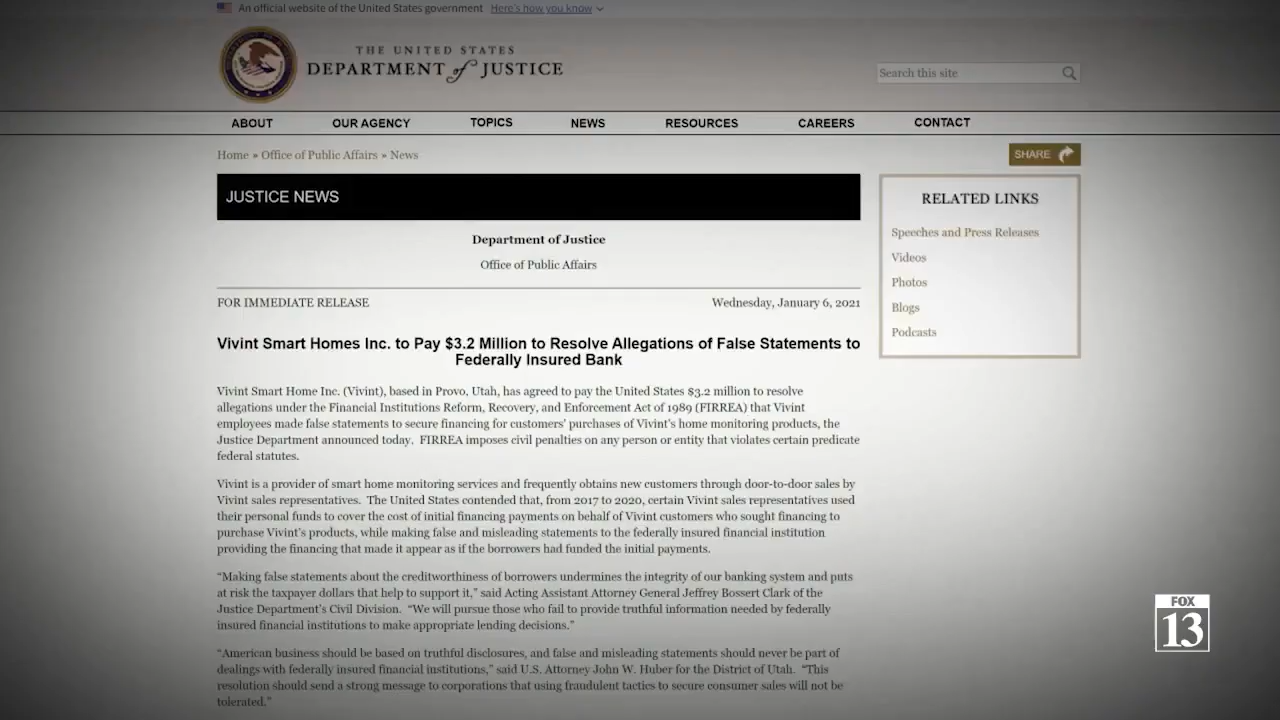 An official website of the United States government Here's how you know
THE UNITED STATES
DEPARTMENT of JUSTICE
Search this site
ABOUT OUR AGENCY TOPICS NEWS RESOURCES CAREERS CONTACT
Home » Office of Public Affairs » News
SHARE
JUSTICE NEWS
Department of Justice
Office of Public Affairs
FOR IMMEDIATE RELEASE Wednesday, January 6, 2021
Vivint Smart Homes Inc. to Pay $3.2 Million to Resolve Allegations of False Statements to
Federally Insured Bank
Vivint Smart Home Inc. (Vivint), based in Provo, Utah, has agreed to pay the United States $3.2 million to resolve
allegations under the Financial Institutions Reform, Recovery, and Enforcement Act of 1989 (FIRREA) that Vivint
employees made false statements to secure financing for customers' purchases of Vivint's home monitoring products, the
Justice Department announced today. FIRREA imposes civil penalties on any person or entity that violates certain predicate
federal statutes.
Vivint is a provider of smart home monitoring services and frequently obtains new customers through door-to-door sales by
Vivint sales representatives. The United States contended that, from 2017 to 2020, certain Vivint sales representatives used
their personal funds to cover the cost of initial financing payments on behalf of Vivint customers who sought financing to
purchase Vivint's products, while making false and misleading statements to the federally insured financial institution
providing the financing that made it appear as if the borrowers had funded the initial payments.
“Making false statements about the creditworthiness of borrowers undermines the integrity of our banking system and puts
at risk the taxpayer dollars that help to support it,” said Acting Assistant Attorney General Jeffrey Bossert Clark of the
Justice Department's Civil Division. “We will pursue those who fail to provide truthful information needed by federally
insured financial institutions to make appropriate lending decisions.”
“American business should be based on truthful disclosures, and false and misleading statements should never be part of
dealings with federally insured financial institutions,” said U.S. Attorney John W. Huber for the District of Utah. “This
resolution should send a strong message to corporations that using fraudulent tactics to secure consumer sales will not be
tolerated.”
RELATED LINKS
Speeches and Press Releases
Videos
Photos
Blogs
Podcasts
FOX
13